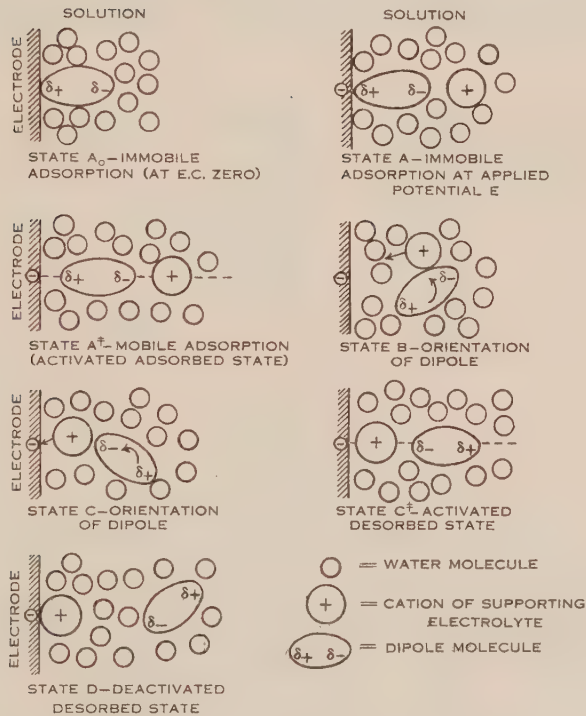 SOLUTION
ELECTRODE
δ+ δ-
STATE A₀-IMMOBILE
ADSORPTION (AT E.C. ZERO)
SOLUTION
⊖ δ+ δ- +
STATE A-IMMOBILE
ADSORPTION AT APPLIED
POTENTIAL E
ELECTRODE
⊖ δ+ δ- +
STATE A‡-MOBILE ADSORPTION
(ACTIVATED ADSORBED STATE)
+
⊖ δ-
δ+
STATE B-ORIENTATION
OF DIPOLE
ELECTRODE
⊖ + δ-
δ+
STATE C-ORIENTATION
OF DIPOLE
⊖ + δ- δ+
STATE C‡-ACTIVATED
DESORBED STATE
ELECTRODE
δ+
⊖ + δ-
STATE D-DEACTIVATED
DESORBED STATE
= WATER MOLECULE
+ = CATION OF SUPPORTING
ELECTROLYTE
δ+ δ- = DIPOLE MOLECULE